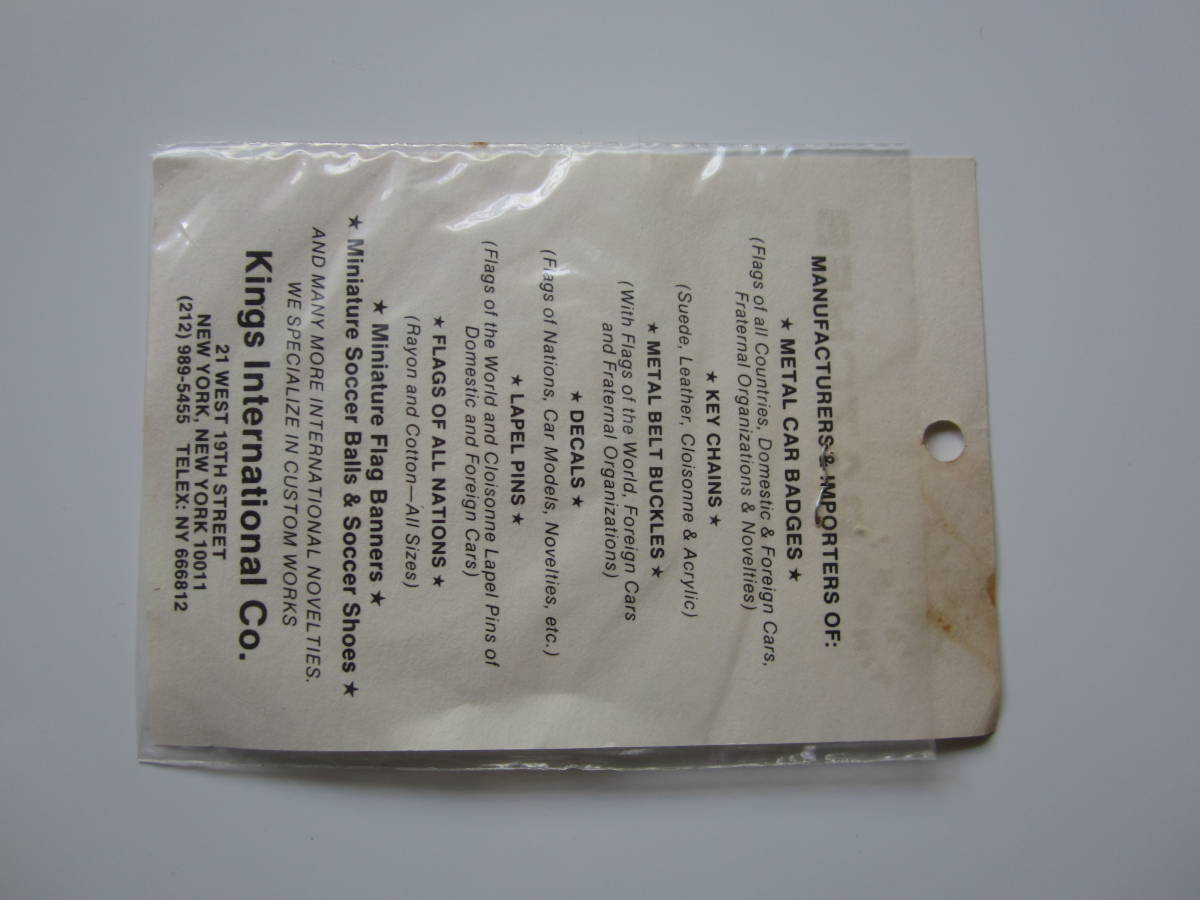 MANUFACTURERS & IMPORTERS OF:
★ METAL CAR BADGES ★
(Flags of all Countries, Domestic & Foreign Cars,
Fraternal Organizations & Novelties)
★ KEY CHAINS ★
(Suede, Leather, Cloisonne & Acrylic)
★ METAL BELT BUCKLES ★
(With Flags of the World, Foreign Cars
and Fraternal Organizations)
★ DECALS ★
(Flags of Nations, Car Models, Novelties, etc.)
★ LAPEL PINS ★
(Flags of the World and Cloisonne Lapel Pins of
Domestic and Foreign Cars)
★ FLAGS OF ALL NATIONS ★
(Rayon and Cotton—All Sizes)
★ Miniature Flag Banners ★
★ Miniature Soccer Balls & Soccer Shoes ★
AND MANY MORE INTERNATIONAL NOVELTIES.
WE SPECIALIZE IN CUSTOM WORKS
Kings International Co.
21 WEST 19TH STREET
NEW YORK, NEW YORK 10011
(212) 989-5455 TELEX: NY 666812